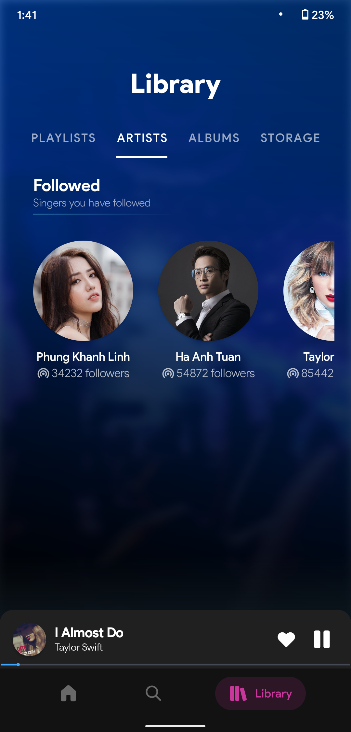 1:41
23%
Library
PLAYLISTS ARTISTS ALBUMS STORAGE
Followed
Singers you have followed
Phung Khanh Linh Ha Anh Tuan Taylor
34232 followers 54872 followers 85442
I Almost Do
Taylor Swift
Library